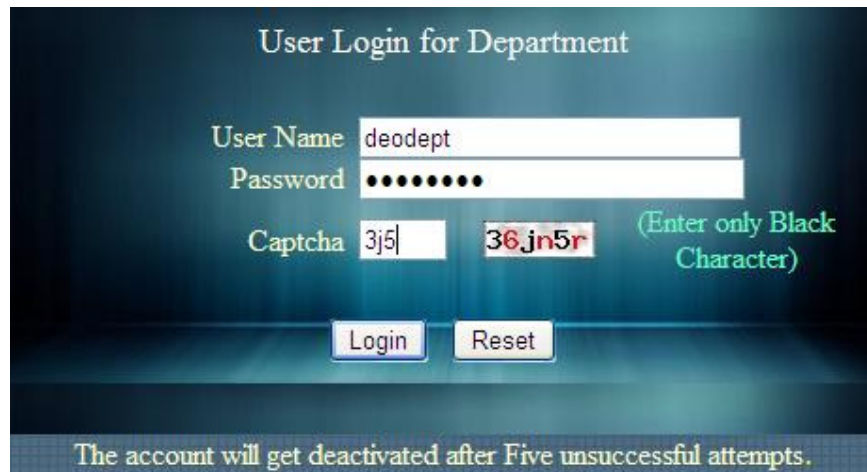 User Login for Department
User Name deodept
Password ●●●●●●●●
Captcha 3j5 36jn5r (Enter only Black
Character)
Login Reset
The account will get deactivated after Five unsuccessful attempts.